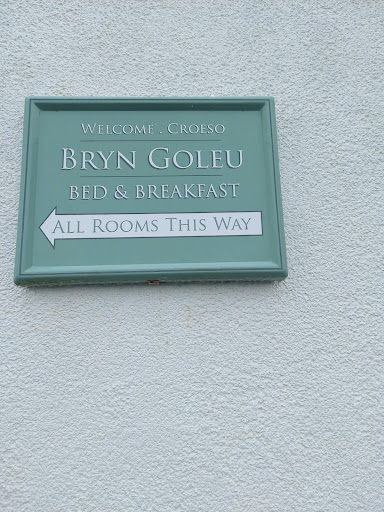 Welcome . Croeso
Bryn Goleu
Bed & Breakfast
All Rooms This Way